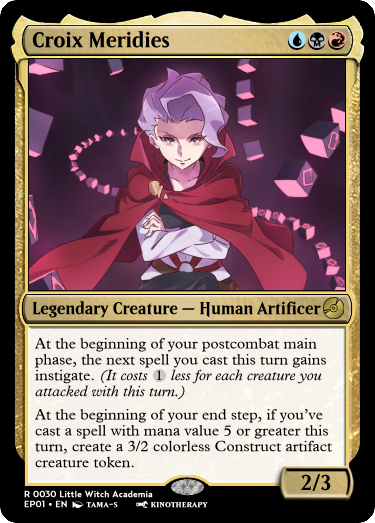 Croix Meridies
Legendary Creature — Human Artificer
At the beginning of your postcombat main
phase, the next spell you cast this turn gains
instigate. (It costs 1 less for each creature you
attacked with this turn.)
At the beginning of your end step, if you've
cast a spell with mana value 5 or greater this
turn, create a 3/2 colorless Construct artifact
creature token.
2/3
R 0030 Little Witch Academia
EP01 • EN TAMA-S KINOTHERAPY